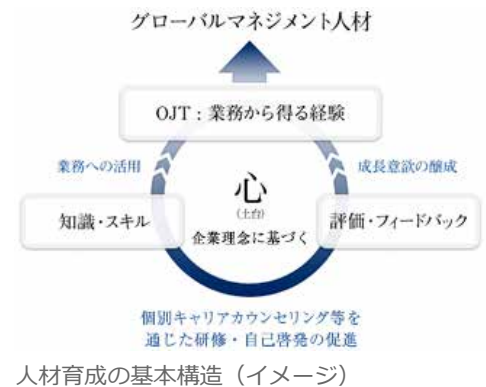 グローバルマネジメント人材
OJT：業務から得る経験
業務への活用
成長意欲の醸成
心
(土台)
企業理念に基づく
知識・スキル
評価・フィードバック
個別キャリアカウンセリング等を
通じた研修・自己啓発の促進
人材育成の基本構造（イメージ）